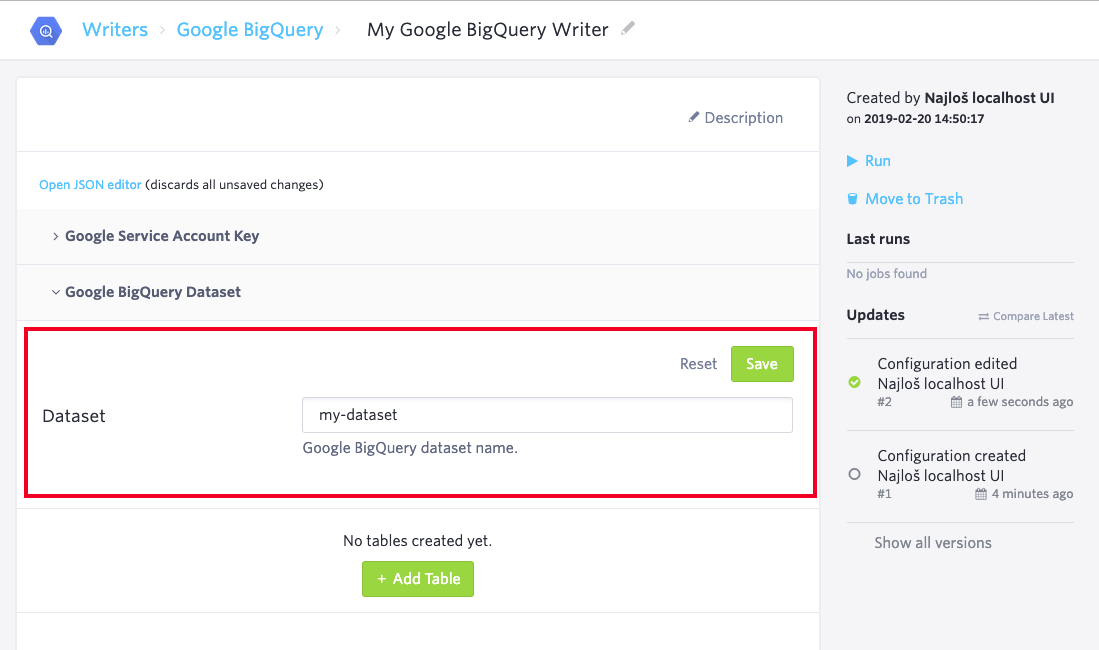 Writers > Google BigQuery > My Google BigQuery Writer
Description
Open JSON editor (discards all unsaved changes)
> Google Service Account Key
Google BigQuery Dataset
Reset Save
Dataset my-dataset
Google BigQuery dataset name.
No tables created yet.
+ Add Table
Created by Najloš localhost UI
on 2019-02-20 14:50:17
Run
Move to Trash
Last runs
No jobs found
Updates Compare Latest
Configuration edited
Najloš localhost UI
#2 a few seconds ago
Configuration created
Najloš localhost UI
#1 4 minutes ago
Show all versions